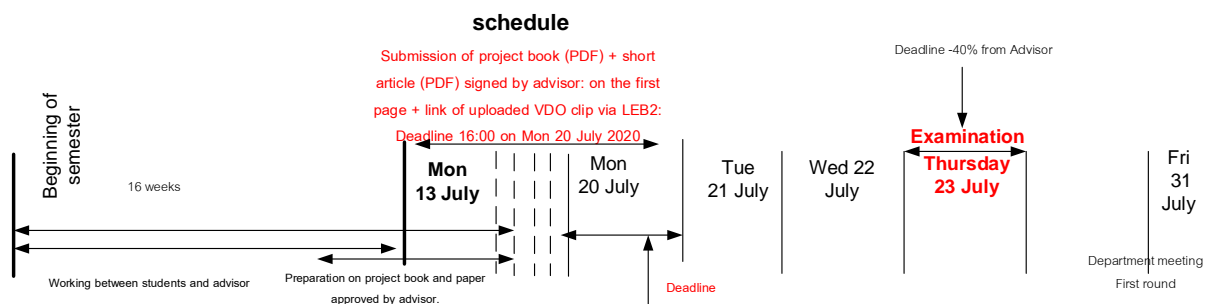 schedule
Submission of project book (PDF) + short
article (PDF) signed by advisor: on the first
page + link of uploaded VDO clip via LEB2:
Deadline 16:00 on Mon 20 July 2020
Deadline -40% from Advisor
Beginning of
semester
16 weeks
Mon
13 July
Mon
20 July
Tue
21 July
Wed 22
July
Examination
Thursday
23 July
Fri
31
July
Working between students and advisor
Preparation on project book and paper
approved by advisor.
Deadline
Department meeting
First round